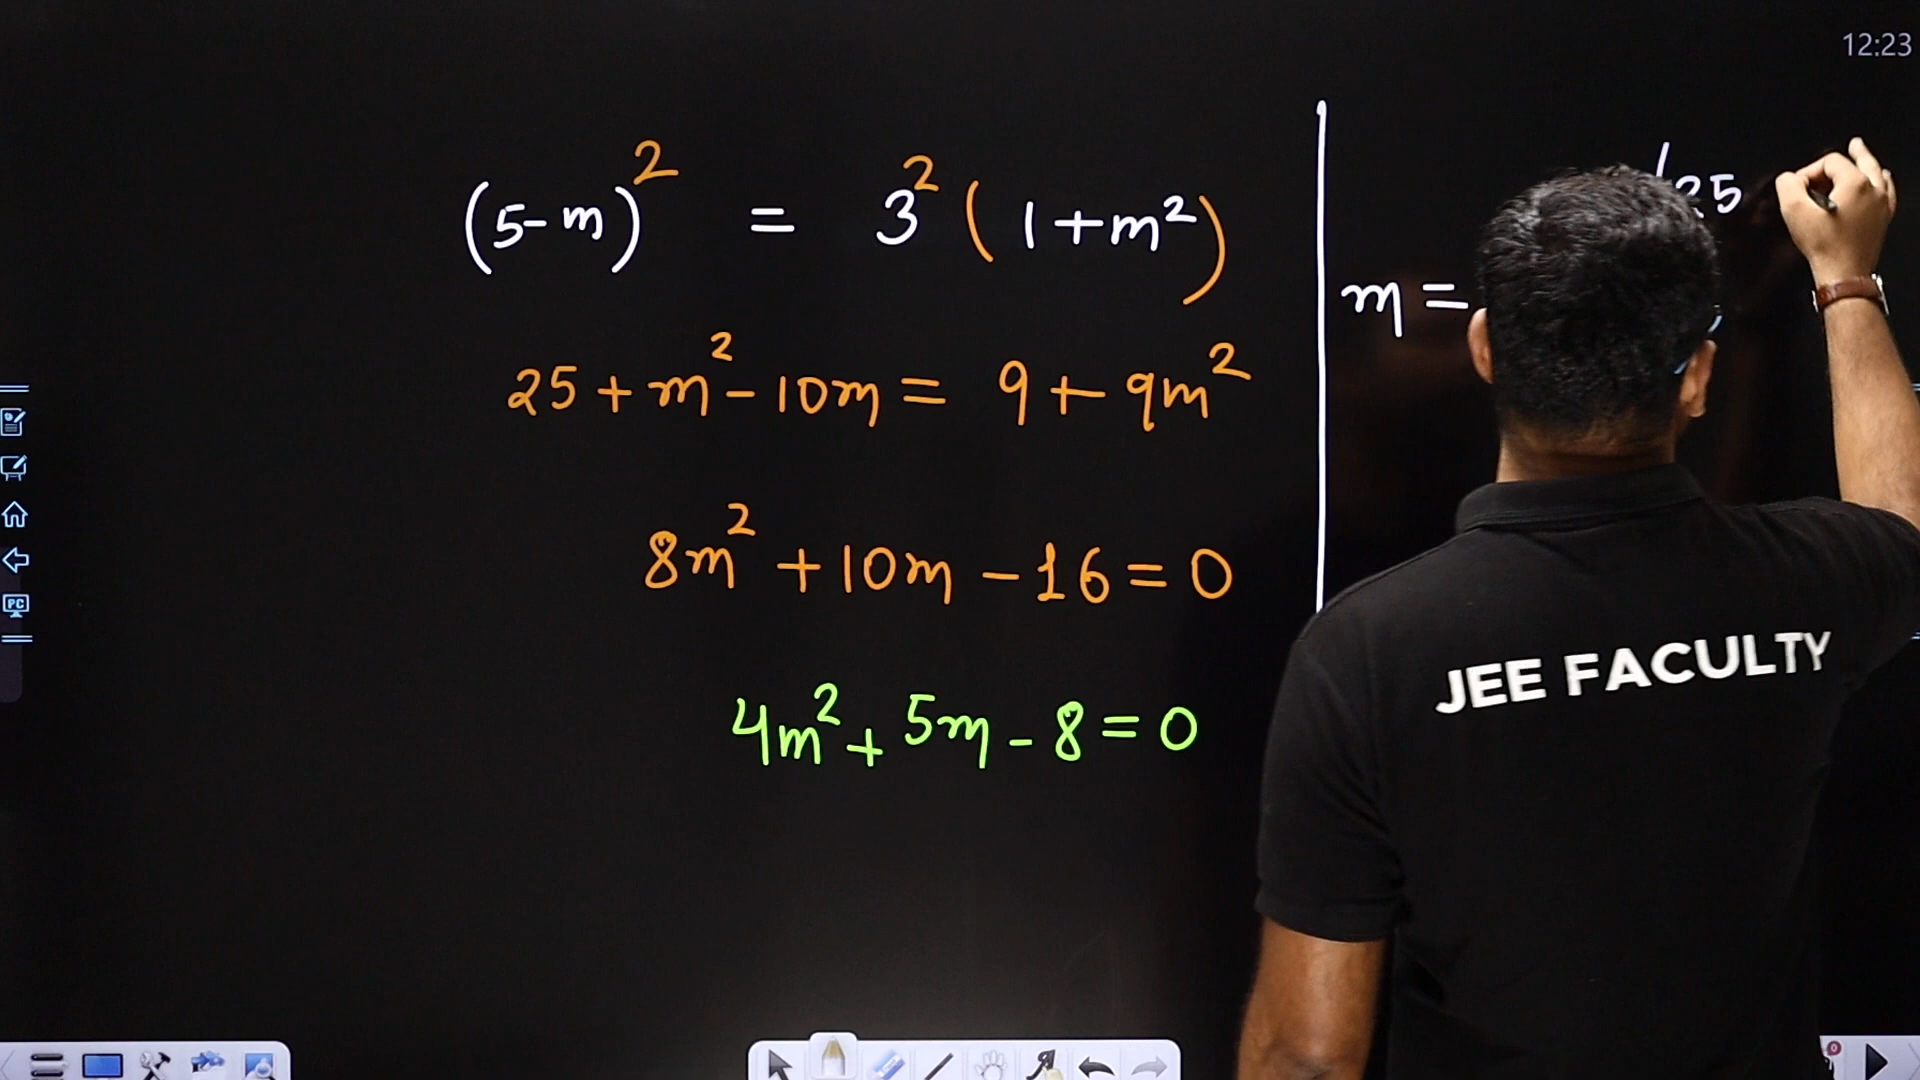 12:23
(5-m)² = 3² (1+m²)
25+m²-10m = 9+9m²
8m²+10m-16=0
4m²+5m-8=0
m=
25
JEE FACULTY
PC